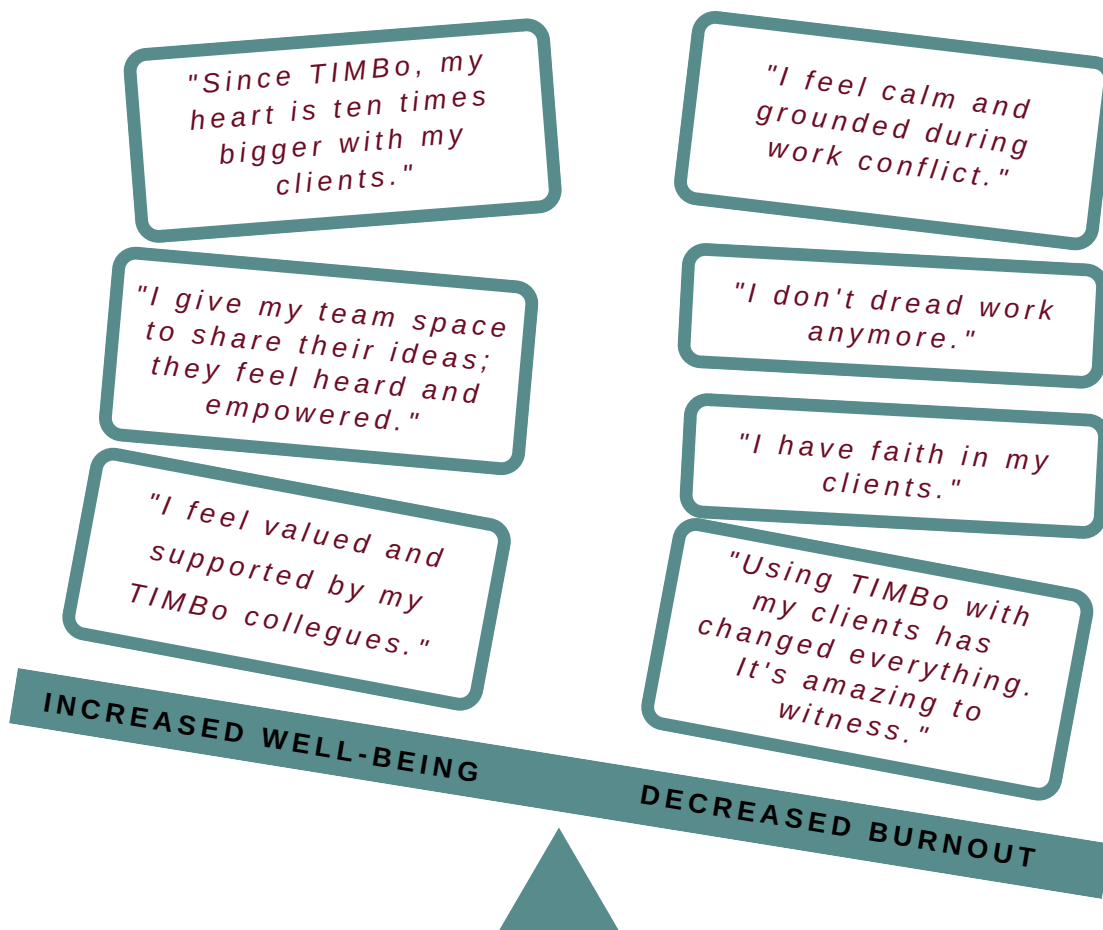 "Since TIMBo, my
heart is ten times
bigger with my
clients."
"I give my team space
to share their ideas;
they feel heard and
empowered."
"I feel valued and
supported by my
TIMBo collegues."
INCREASED WELL-BEING
"I feel calm and
grounded during
work conflict."
"I don't dread work
anymore."
"I have faith in my
clients."
"Using TIMBo with
my clients has
changed everything.
It's amazing to
witness."
DECREASED BURNOUT